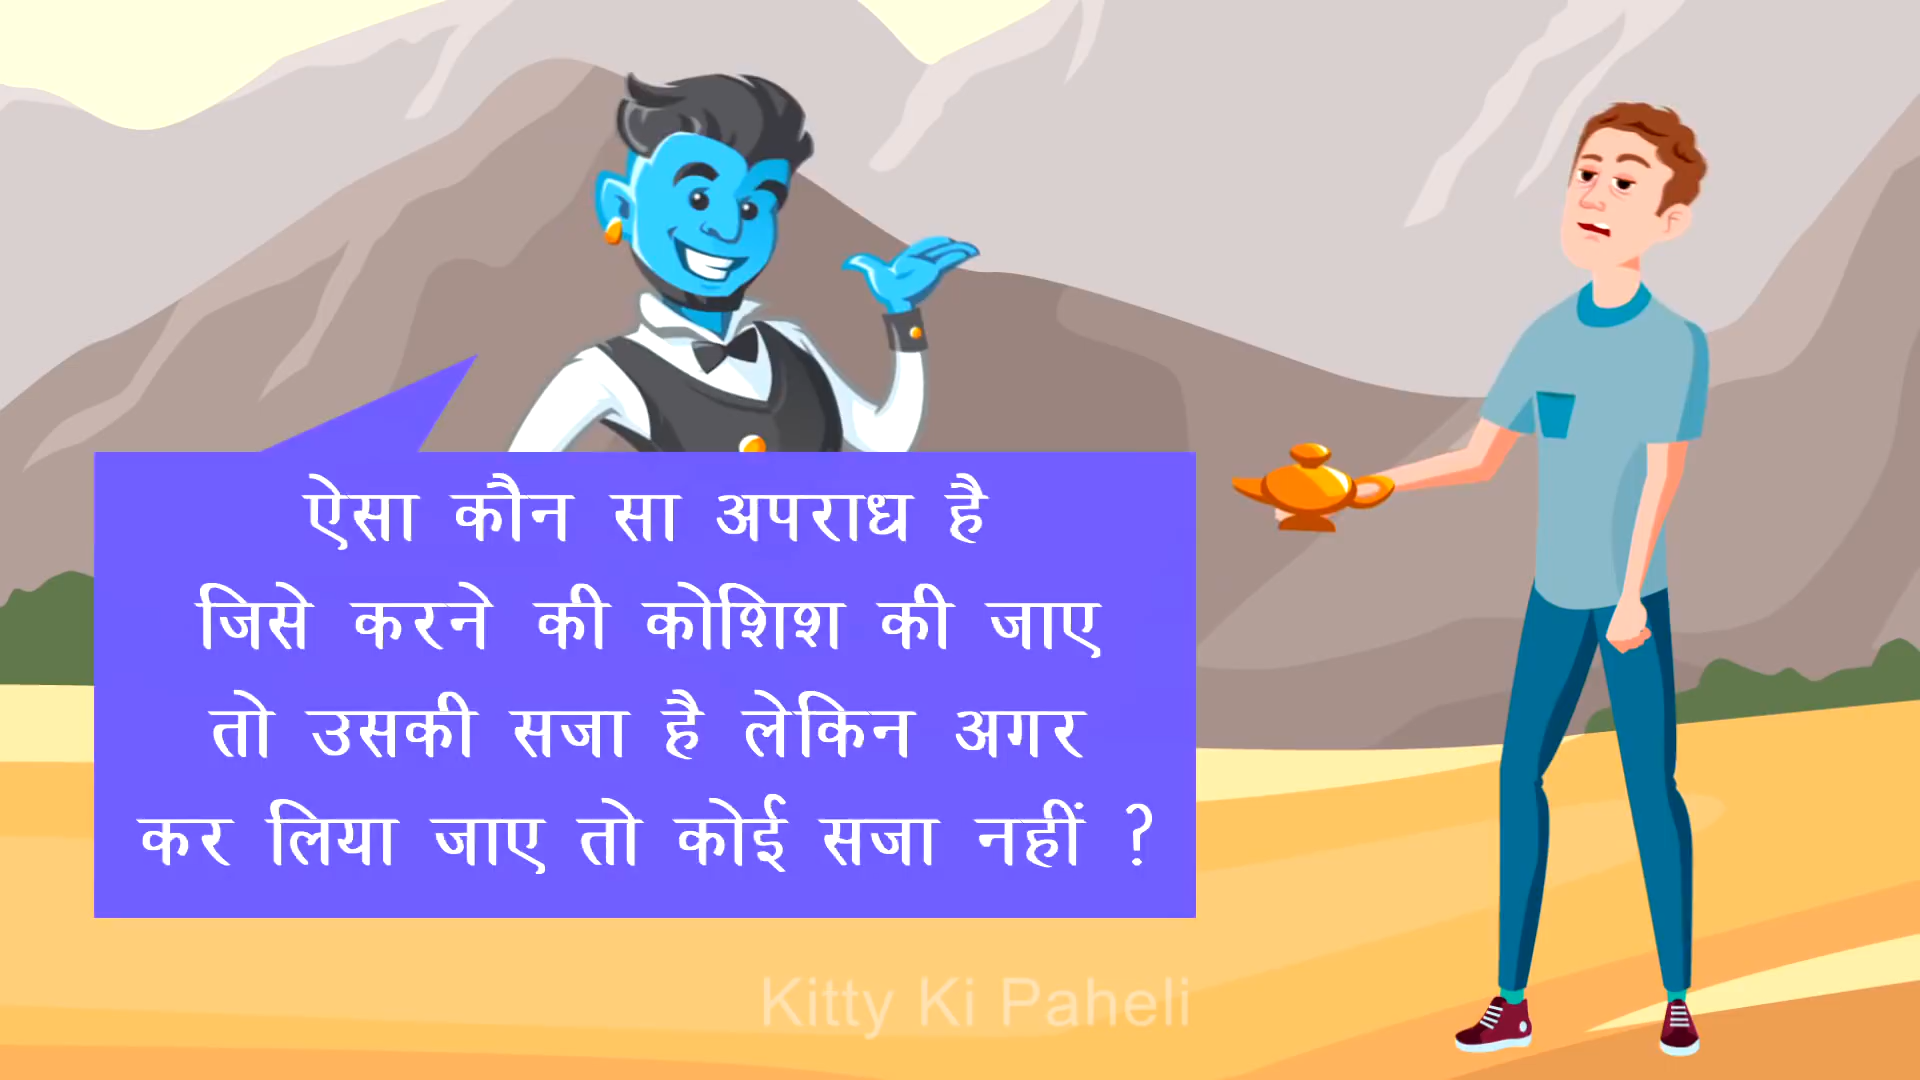 ऐसा कौन सा अपराध है
जिसे करने की कोशिश की जाए
तो उसकी सजा है लेकिन अगर
कर लिया जाए तो कोई सजा नहीं ?
Kitty Ki Paheli